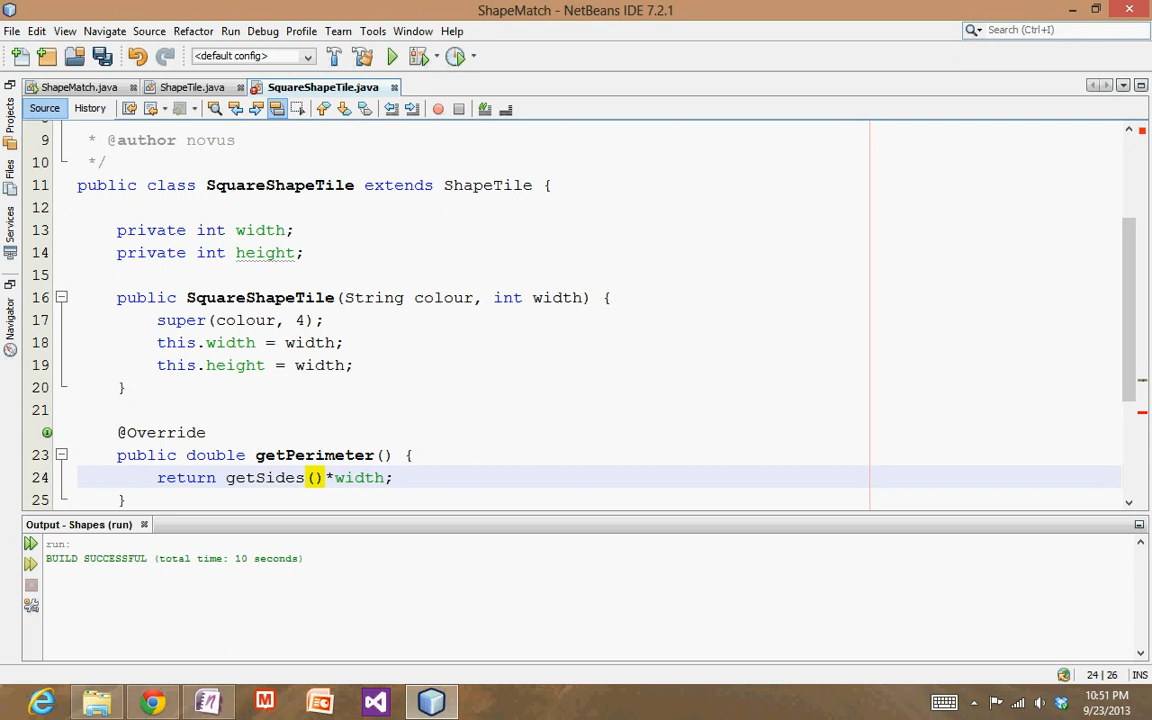 ShapeMatch - NetBeans IDE 7.2.1
File Edit View Navigate Source Refactor Run Debug Profile Team Tools Window Help
Search (Ctrl+I)
<default config>
ShapeMatch.java ShapeTile.java SquareShapeTile.java
Source History
Projects
Files
Services
Navigator
9 * @author novus
10 */
11 public class SquareShapeTile extends ShapeTile {
12
13 private int width;
14 private int height;
15
16 public SquareShapeTile(String colour, int width) {
17 super(colour, 4);
18 this.width = width;
19 this.height = width;
20 }
21
@Override
23 public double getPerimeter() {
24 return getSides()*width;
25 }
Output - Shapes (run)
run:
BUILD SUCCESSFUL (total time: 10 seconds)
24 | 26 INS
10:51 PM
9/23/2013